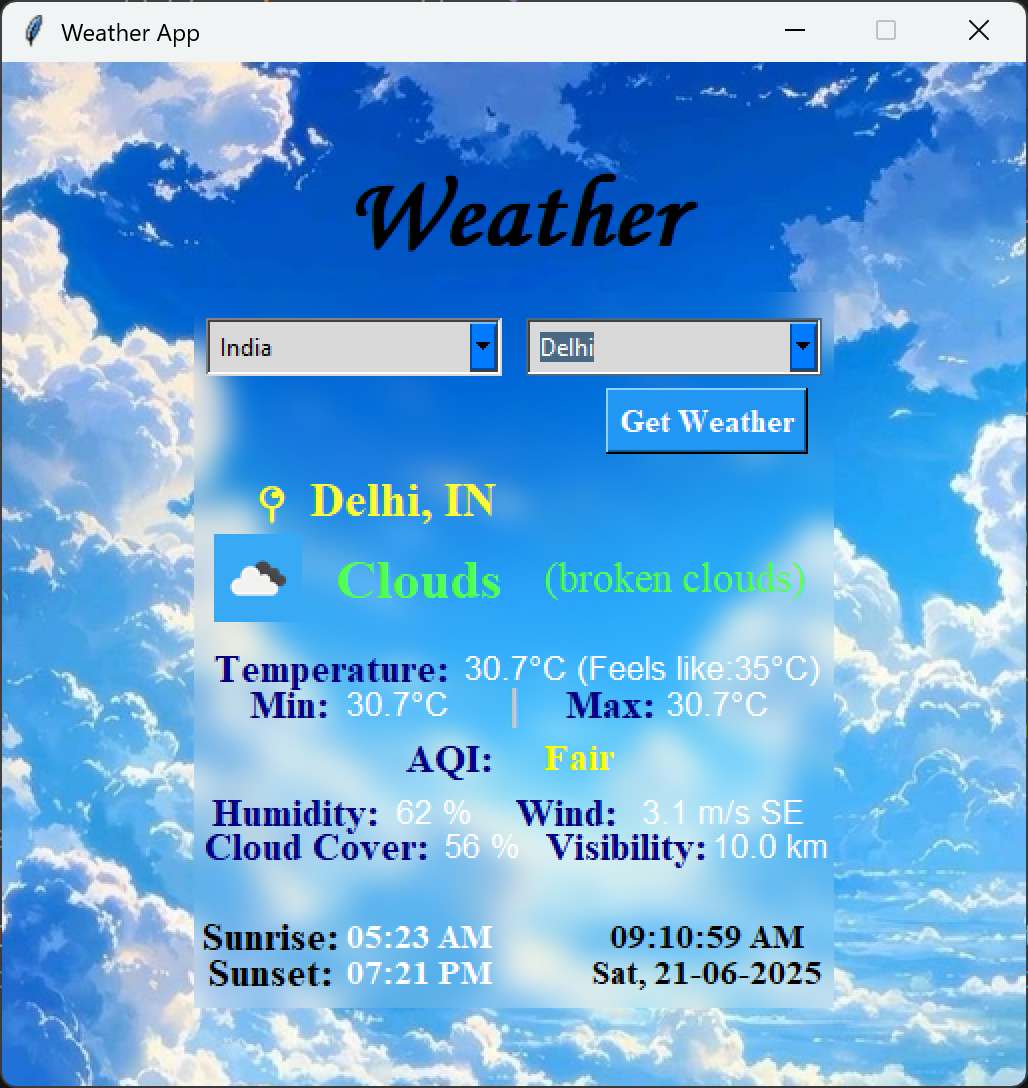 Weather App
Weather
India Delhi
Get Weather
Delhi, IN
Clouds (broken clouds)
Temperature: 30.7°C (Feels like:35°C)
Min: 30.7°C | Max: 30.7°C
AQI: Fair
Humidity: 62 % Wind: 3.1 m/s SE
Cloud Cover: 56 % Visibility: 10.0 km
Sunrise: 05:23 AM 09:10:59 AM
Sunset: 07:21 PM Sat, 21-06-2025